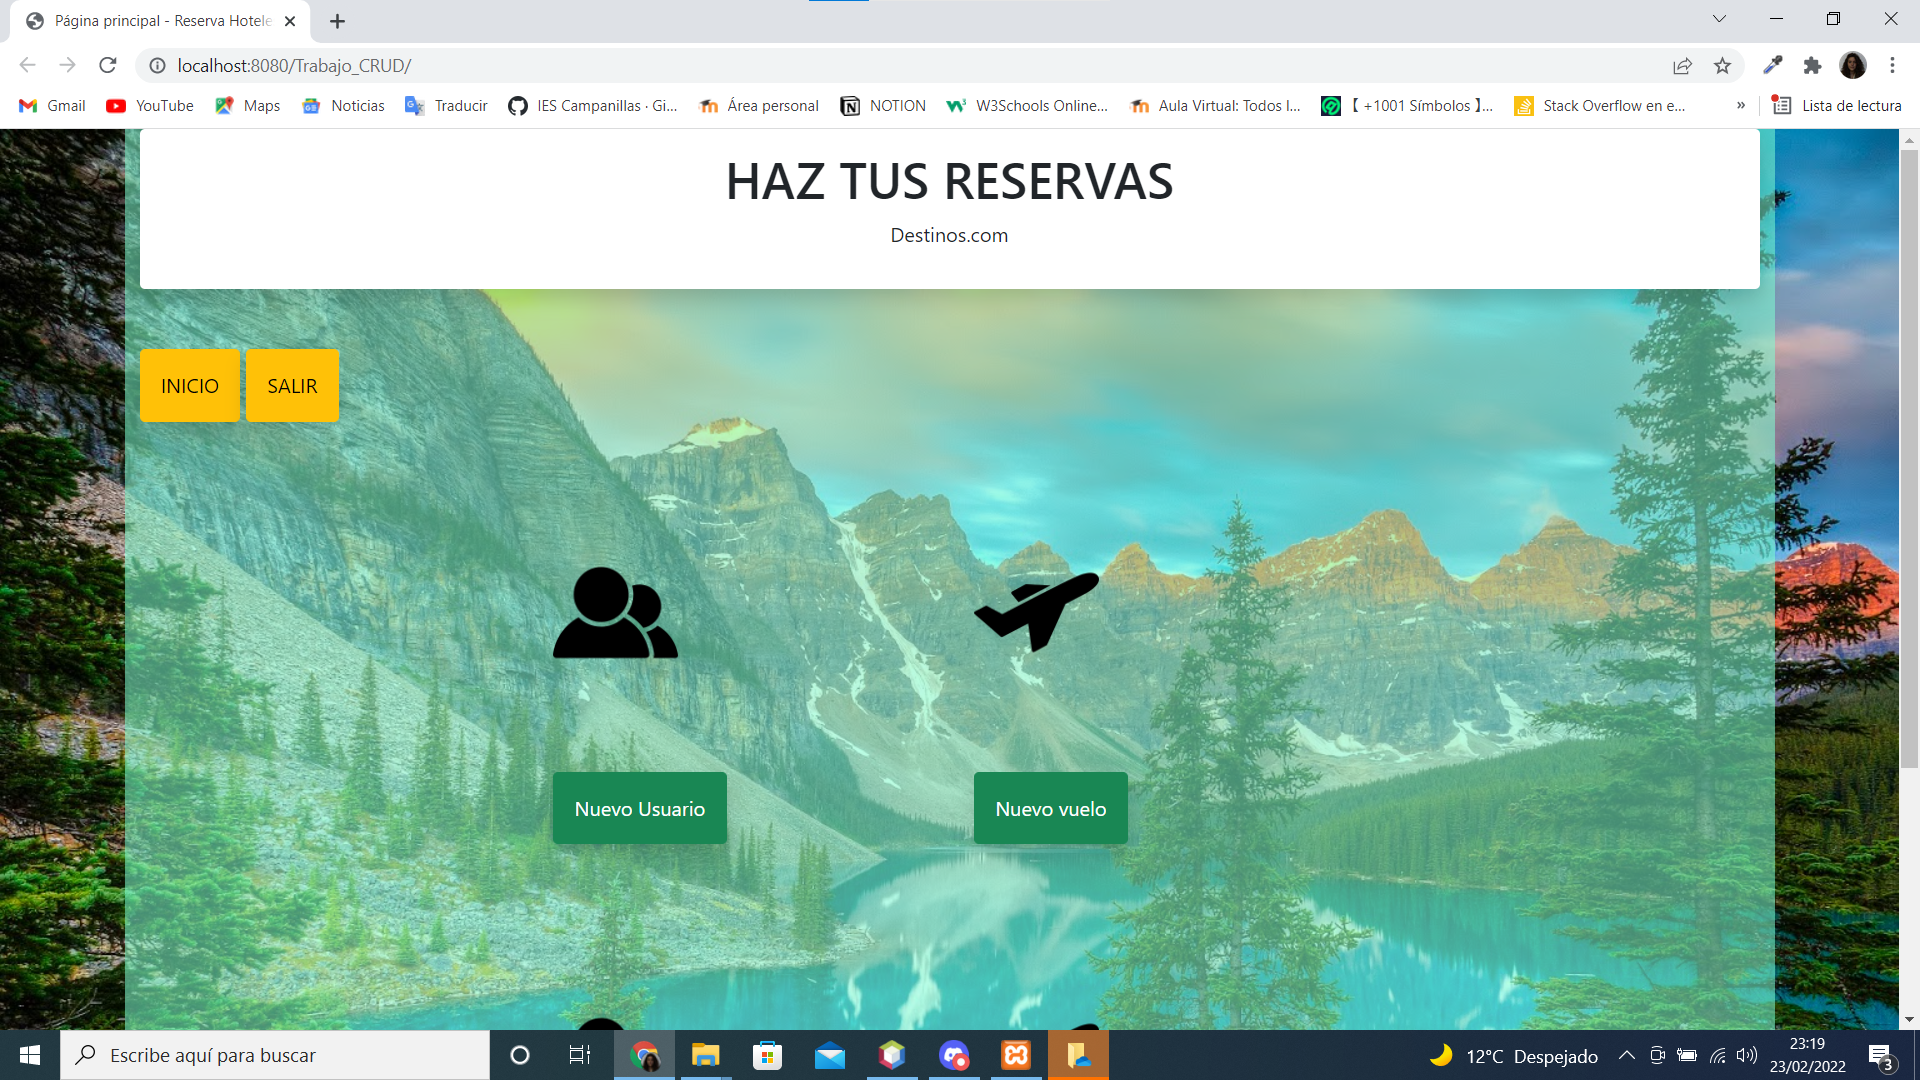 Página principal - Reserva Hotele
localhost:8080/Trabajo_CRUD/
Gmail
YouTube
Maps
Noticias
Traducir
IES Campanillas · Gi...
Área personal
NOTION
W3Schools Online...
Aula Virtual: Todos l...
【 +1001 Símbolos 】...
Stack Overflow en e...
»
Lista de lectura
HAZ TUS RESERVAS
Destinos.com
INICIO
SALIR
Nuevo Usuario
Nuevo vuelo
Escribe aquí para buscar
12°C Despejado
23:19
23/02/2022
3